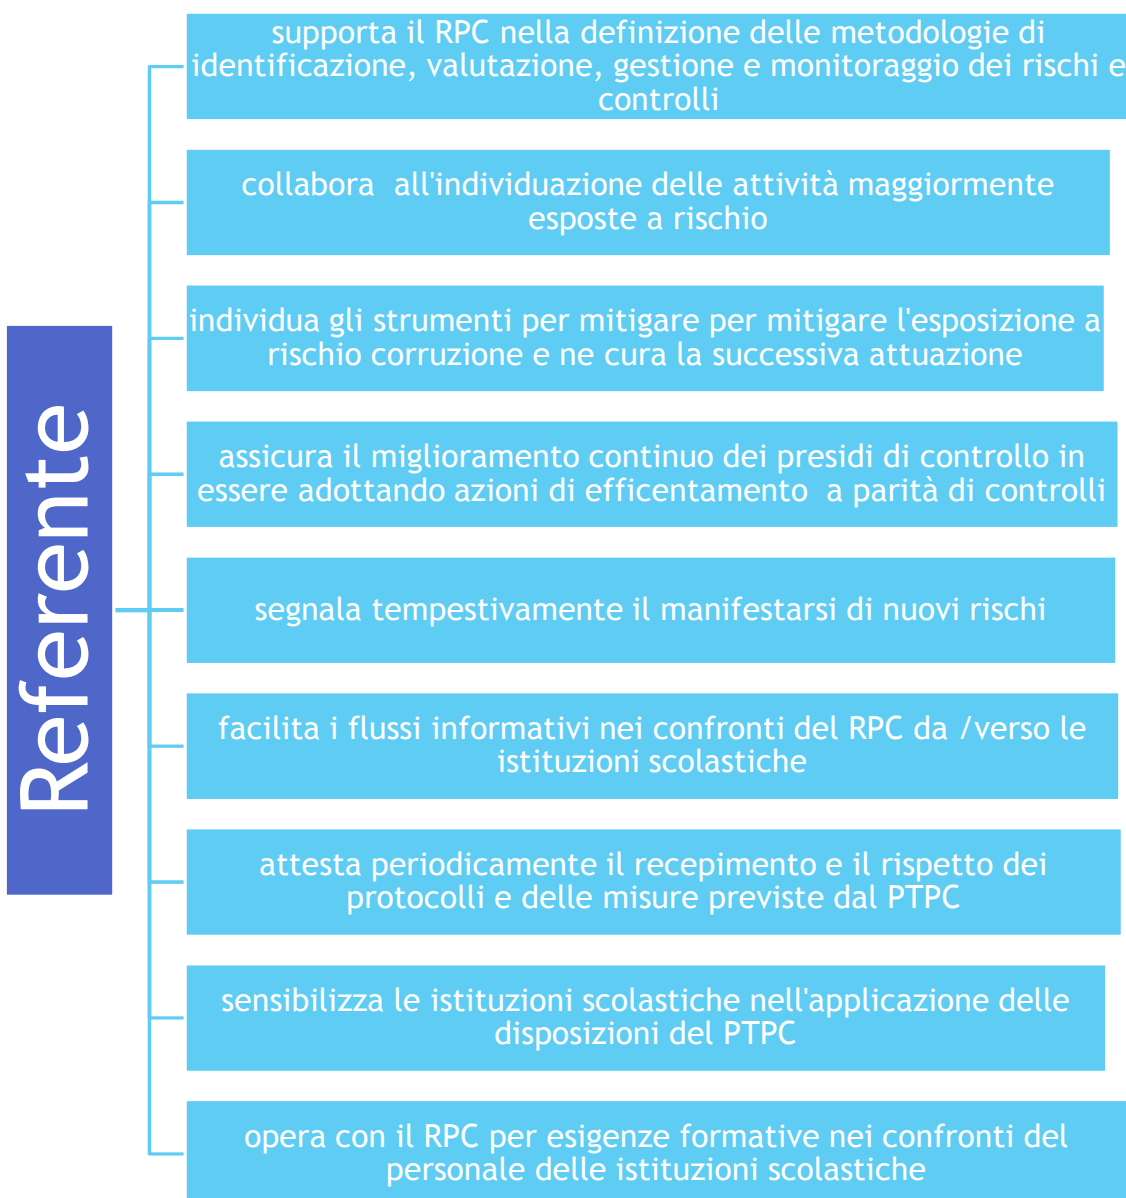 Referente
supporta il RPC nella definizione delle metodologie di
identificazione, valutazione, gestione e monitoraggio dei rischi e
controlli
collabora  all'individuazione delle attività maggiormente
esposte a rischio
individua gli strumenti per mitigare per mitigare l'esposizione a
rischio corruzione e ne cura la successiva attuazione
assicura il miglioramento continuo dei presidi di controllo in
essere adottando azioni di efficentamento  a parità di controlli
segnala tempestivamente il manifestarsi di nuovi rischi
facilita i flussi informativi nei confronti del RPC da /verso le
istituzioni scolastiche
attesta periodicamente il recepimento e il rispetto dei
protocolli e delle misure previste dal PTPC
sensibilizza le istituzioni scolastiche nell'applicazione delle
disposizioni del PTPC
opera con il RPC per esigenze formative nei confronti del
personale delle istituzioni scolastiche